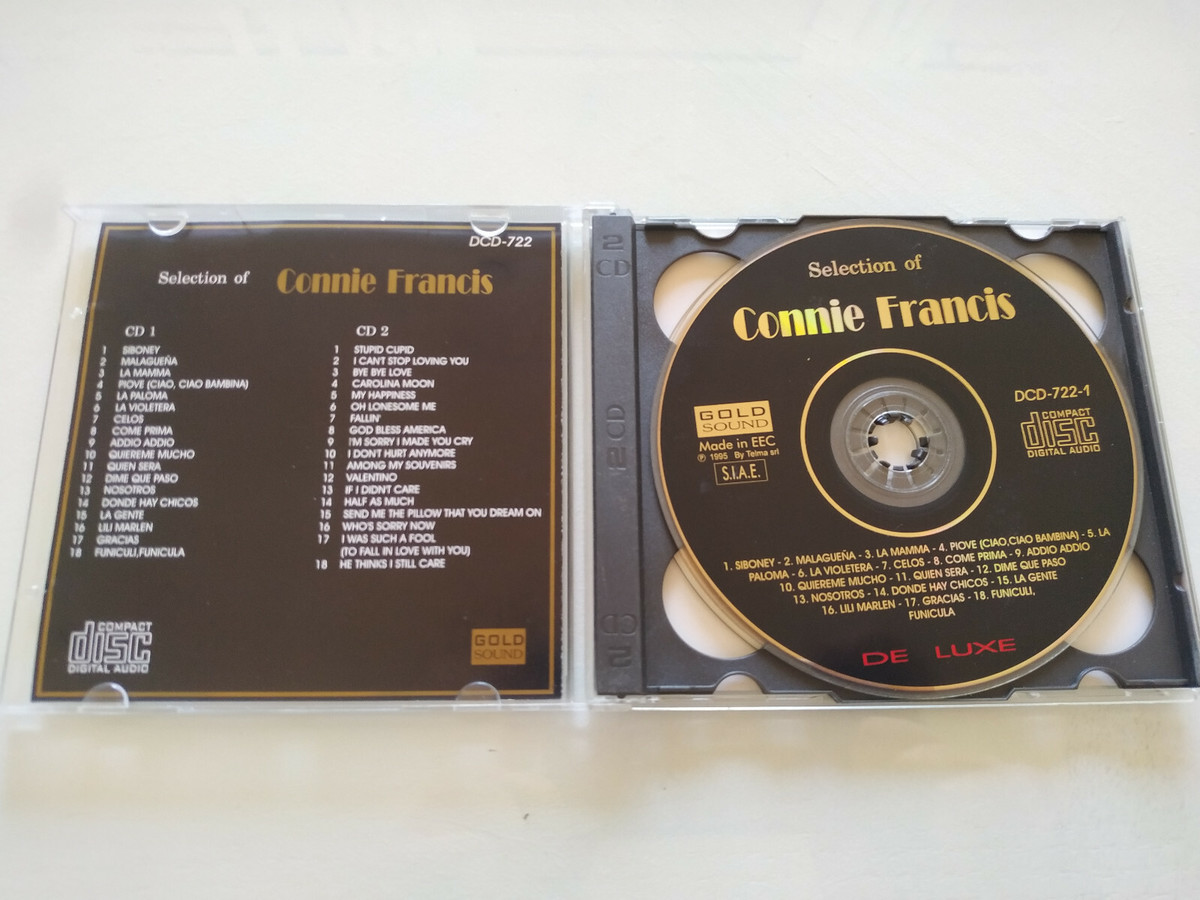 DCD-722
Selection of Connie Francis
CD 1
1 SIBONEY
2 MALAGUEÑA
3 LA MAMMA
4 PIOVE (CIAO, CIAO BAMBINA)
5 LA PALOMA
6 LA VIOLETERA
7 CELOS
8 COME PRIMA
9 ADDIO ADDIO
10 QUIEREME MUCHO
11 QUIEN SERA
12 DIME QUE PASO
13 NOSOTROS
14 DONDE HAY CHICOS
15 LA GENTE
16 LILI MARLEN
17 GRACIAS
18 FUNICULI,FUNICULA
CD 2
1 STUPID CUPID
2 I CAN'T STOP LOVING YOU
3 BYE BYE LOVE
4 CAROLINA MOON
5 MY HAPPINESS
6 OH LONESOME ME
7 FALLIN'
8 GOD BLESS AMERICA
9 I'M SORRY I MADE YOU CRY
10 I DON'T HURT ANYMORE
11 AMONG MY SOUVENIRS
12 VALENTINO
13 IF I DIDN'T CARE
14 HALF AS MUCH
15 SEND ME THE PILLOW THAT YOU DREAM ON
16 WHO'S SORRY NOW
17 I WAS SUCH A FOOL
(TO FALL IN LOVE WITH YOU)
18 HE THINKS I STILL CARE
COMPACT
disc
DIGITAL AUDIO
GOLD
SOUND
2
CD
2 CD
CD
2
Selection of
Connie Francis
GOLD
SOUND
Made in EEC
℗ 1995 By Telma srl
S.I.A.E.
DCD-722-1
COMPACT
disc
DIGITAL AUDIO
1. SIBONEY - 2. MALAGUEÑA - 3. LA MAMMA - 4. PIOVE (CIAO,CIAO BAMBINA) - 5. LA
PALOMA - 6. LA VIOLETERA - 7. CELOS - 8. COME PRIMA - 9. ADDIO ADDIO
10. QUIEREME MUCHO - 11. QUIEN SERA - 12. DIME QUE PASO
13. NOSOTROS - 14. DONDE HAY CHICOS - 15. LA GENTE
16. LILI MARLEN - 17. GRACIAS - 18. FUNICULI,
FUNICULA
DE LUXE